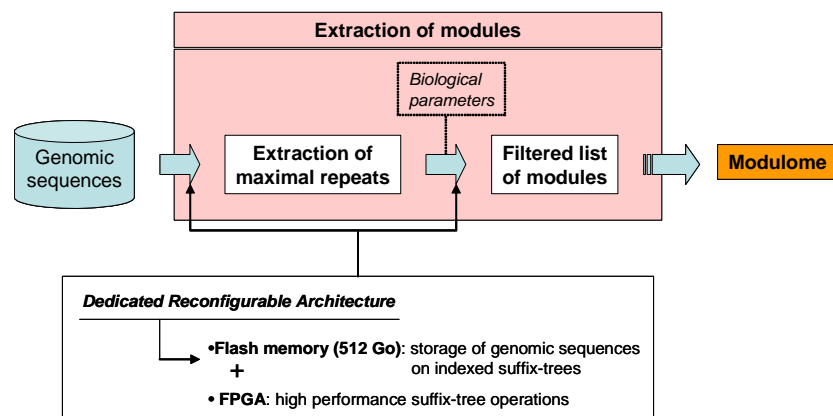 Extraction of modules
Biological
parameters
Genomic
sequences
Extraction of
maximal repeats
Filtered list
of modules
Modulome
Dedicated Reconfigurable Architecture
•Flash memory (512 Go): storage of genomic sequences
on indexed suffix-trees
+
• FPGA: high performance suffix-tree operations